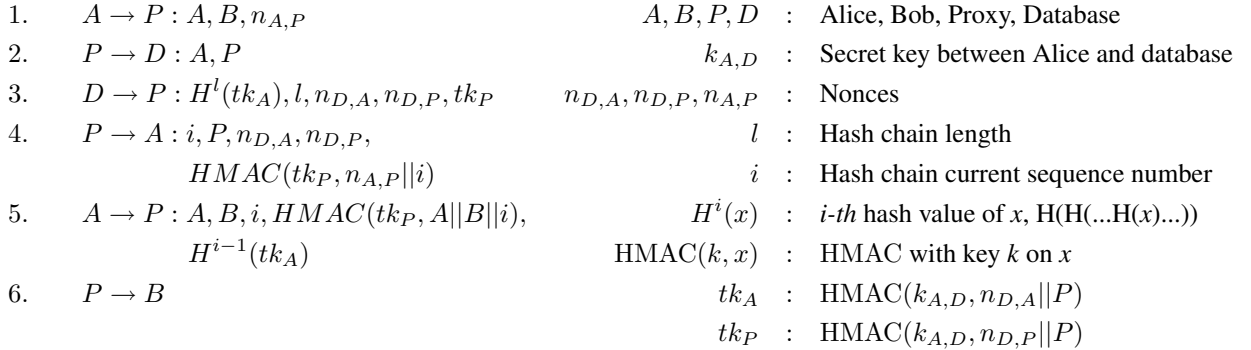 1. A → P : A, B, n_{A,P} A, B, P, D : Alice, Bob, Proxy, Database
2. P → D : A, P k_{A,D} : Secret key between Alice and database
3. D → P : H^l(tk_A), l, n_{D,A}, n_{D,P}, tk_P n_{D,A}, n_{D,P}, n_{A,P} : Nonces
4. P → A : i, P, n_{D,A}, n_{D,P}, l : Hash chain length
HMAC(tk_P, n_{A,P}||i) i : Hash chain current sequence number
5. A → P : A, B, i, HMAC(tk_P, A||B||i), H^i(x) : i-th hash value of x, H(H(...H(x)...))
H^{i−1}(tk_A) HMAC(k, x) : HMAC with key k on x
6. P → B tk_A : HMAC(k_{A,D}, n_{D,A}||P)
tk_P : HMAC(k_{A,D}, n_{D,P}||P)